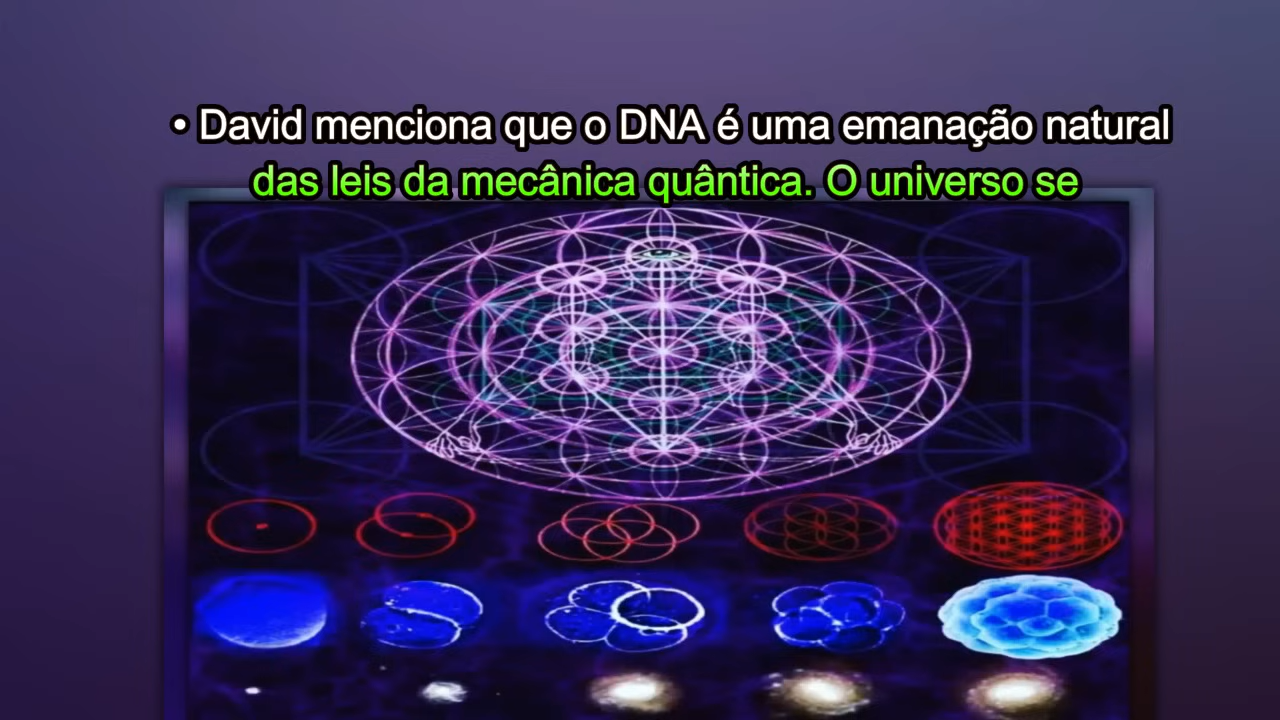 • David menciona que o DNA é uma emanação natural
das leis da mecânica quântica. O universo se